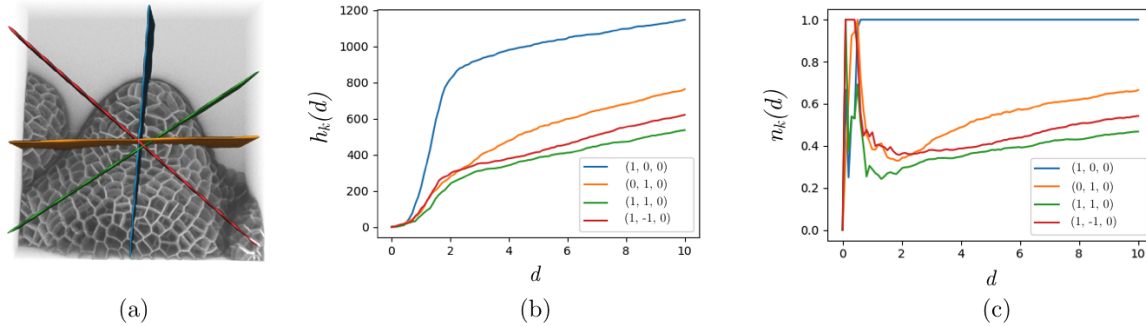 1200
1000
800
600
400
200
0
h_k(d)
0 2 4 6 8 10
d
(1, 0, 0)
(0, 1, 0)
(1, 1, 0)
(1, -1, 0)
1.0
0.8
0.6
0.4
0.2
0.0
n_k(d)
0 2 4 6 8 10
d
(1, 0, 0)
(0, 1, 0)
(1, 1, 0)
(1, -1, 0)
(a) (b) (c)